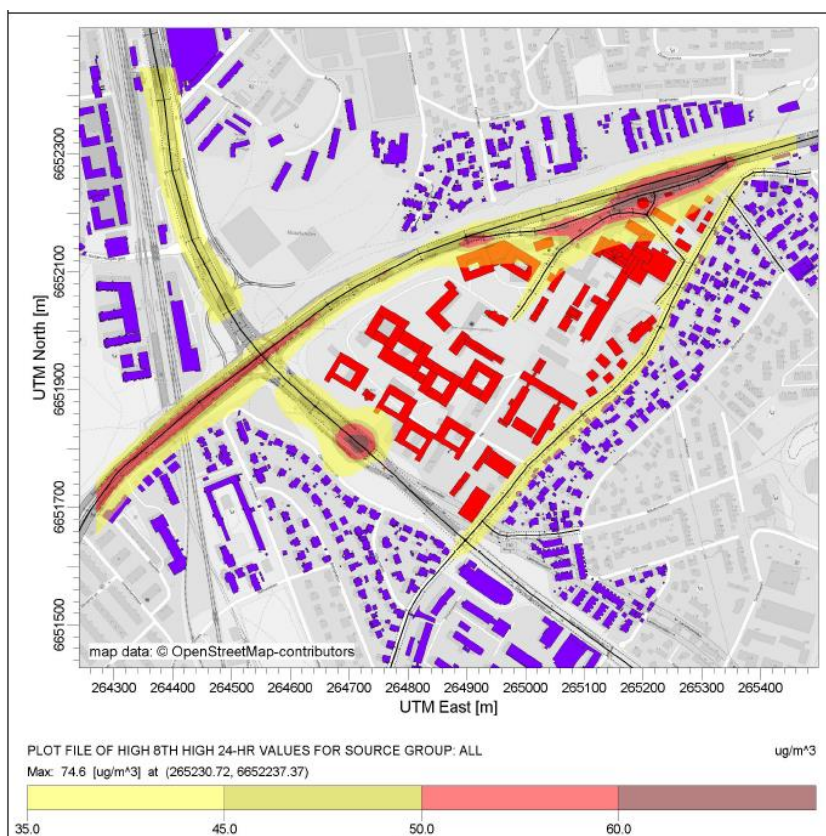 UTM North [m]
6652300
6652100
6651900
6651700
6651500
map data: © OpenStreetMap-contributors
264300 264400 264500 264600 264700 264800 264900 265000 265100 265200 265300 265400
UTM East [m]
PLOT FILE OF HIGH 8TH HIGH 24-HR VALUES FOR SOURCE GROUP: ALL ug/m^3
Max: 74.6 [ug/m^3] at (265230.72, 6652237.37)
35.0 45.0 50.0 60.0